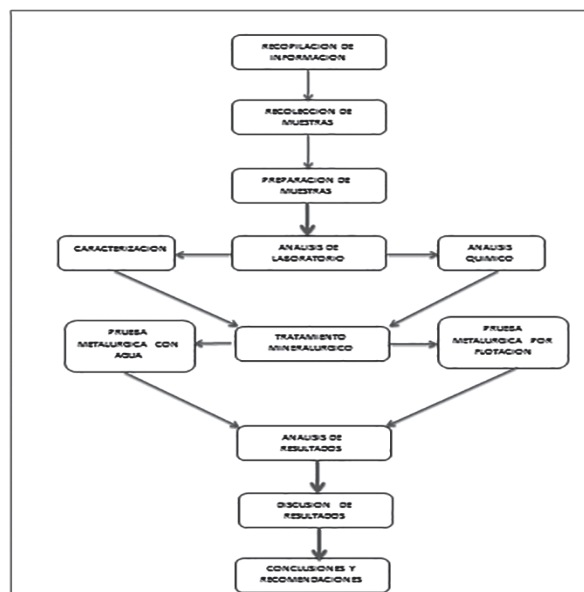 RECOPILACION DE
INFORMACION
RECOLECCION DE
MUESTRAS
PREPARACION DE
MUESTRAS
CARACTERIZACION
ANALISIS DE
LABORATORIO
ANALISIS
QUIMICO
PRUEBA
METALURGICA CON
AGUA
TRATAMIENTO
MINERALURGICO
PRUEBA
METALURGICA POR
FLOTACION
ANALISIS DE
RESULTADOS
DISCUSION DE
RESULTADOS
CONCLUSIONES Y
RECOMENDACIONES